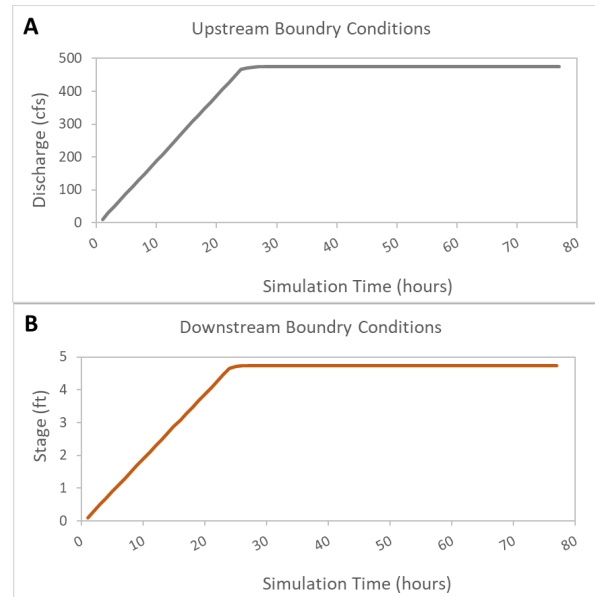 A
Upstream Boundry Conditions
Discharge (cfs)
500
400
300
200
100
0
0 10 20 30 40 50 60 70 80
Simulation Time (hours)
B
Downstream Boundry Conditions
Stage (ft)
5
4
3
2
1
0
0 10 20 30 40 50 60 70 80
Simulation Time (hours)